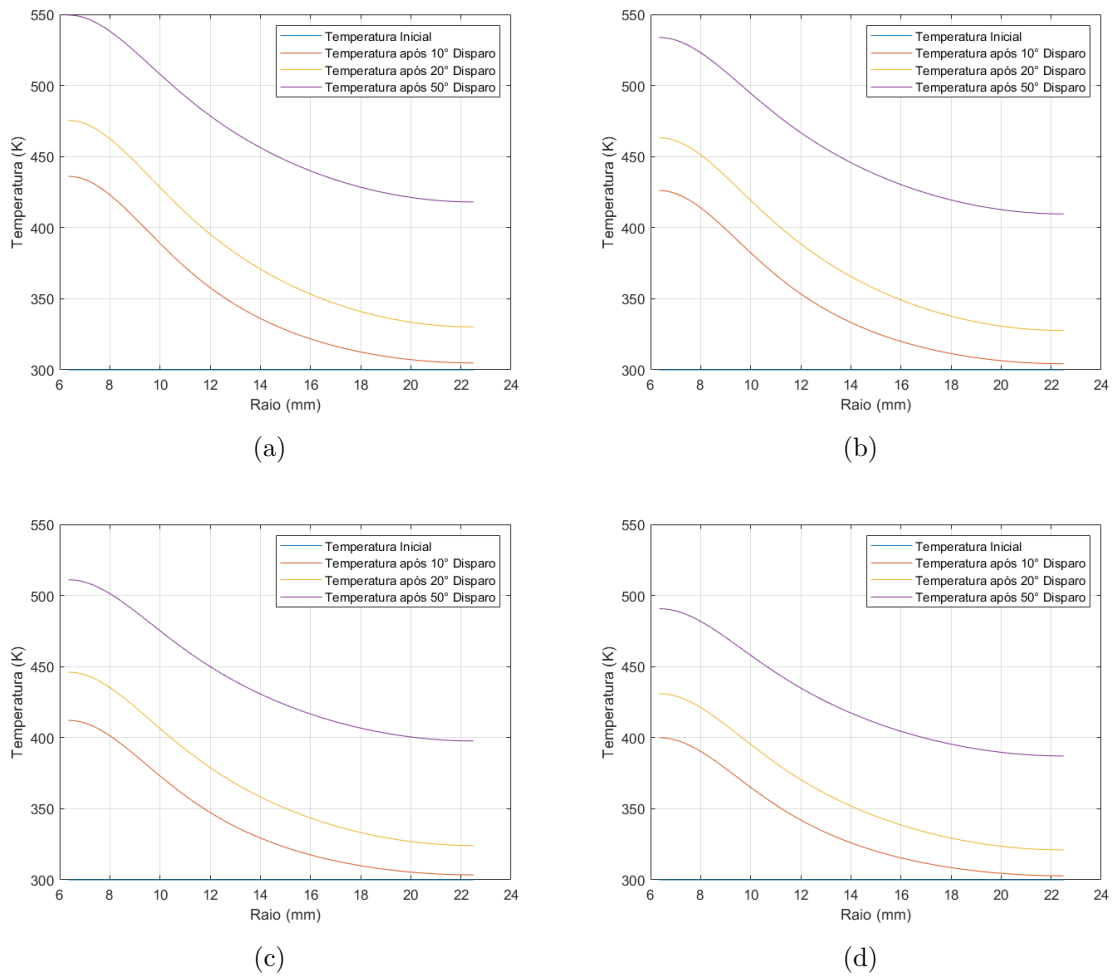 550
500
450
400
350
300
Temperatura (K)
Temperatura Inicial
Temperatura após 10° Disparo
Temperatura após 20° Disparo
Temperatura após 50° Disparo
6 8 10 12 14 16 18 20 22 24
Raio (mm)
(a)
550
500
450
400
350
300
Temperatura (K)
Temperatura Inicial
Temperatura após 10° Disparo
Temperatura após 20° Disparo
Temperatura após 50° Disparo
6 8 10 12 14 16 18 20 22 24
Raio (mm)
(b)
550
500
450
400
350
300
Temperatura (K)
Temperatura Inicial
Temperatura após 10° Disparo
Temperatura após 20° Disparo
Temperatura após 50° Disparo
6 8 10 12 14 16 18 20 22 24
Raio (mm)
(c)
550
500
450
400
350
300
Temperatura (K)
Temperatura Inicial
Temperatura após 10° Disparo
Temperatura após 20° Disparo
Temperatura após 50° Disparo
6 8 10 12 14 16 18 20 22 24
Raio (mm)
(d)